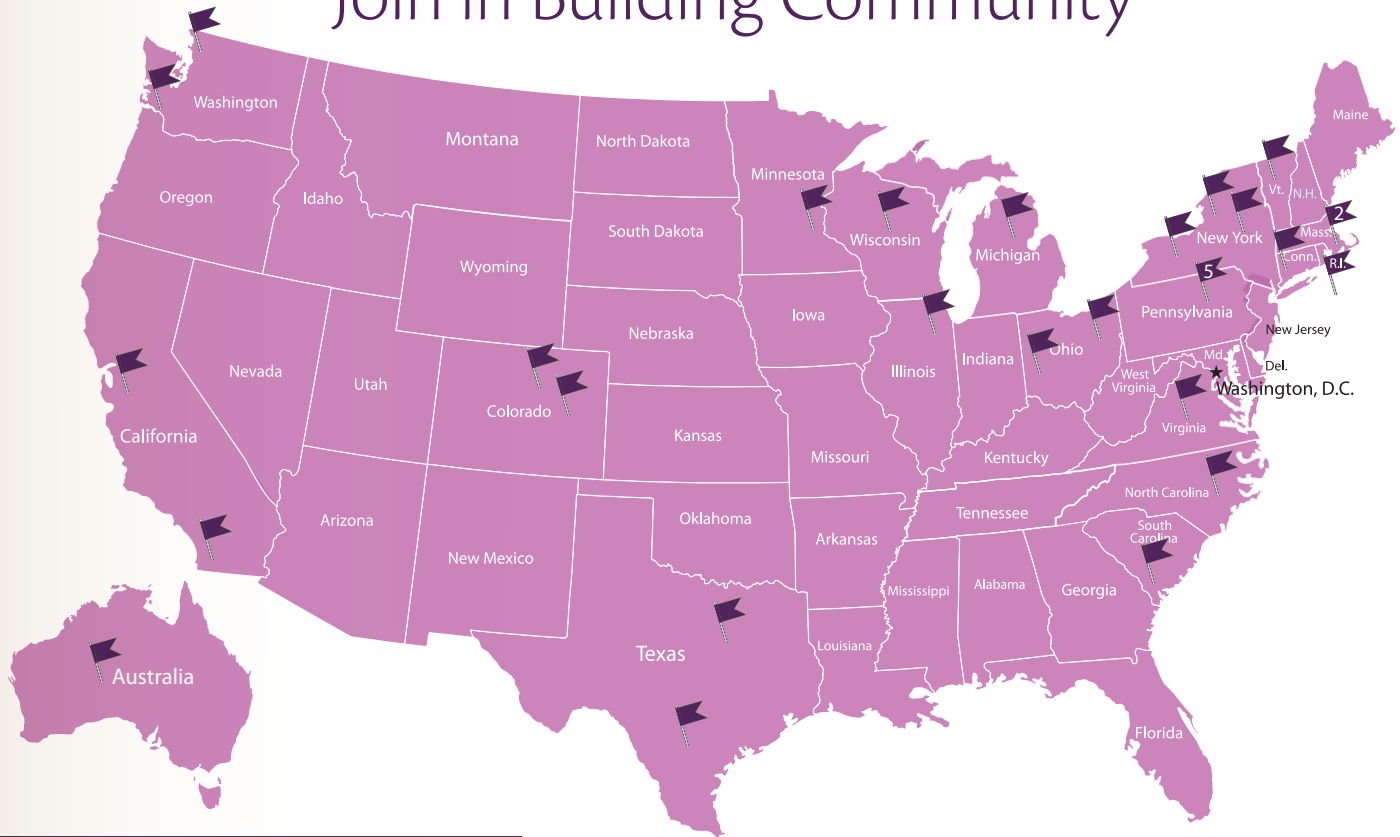 Join in Building Community
Washington
Montana
North Dakota
Minnesota
Maine
Oregon
Idaho
Wyoming
South Dakota
Wisconsin
Michigan
Vt.
N.H.
New York
Mass.
2
Conn.
R.I.
5
Pennsylvania
New Jersey
Nevada
Utah
Colorado
Nebraska
Iowa
Illinois
Indiana
Ohio
West
Virginia
Md.
Del.
Washington, D.C.
Virginia
California
Kansas
Missouri
Kentucky
North Carolina
Arizona
New Mexico
Oklahoma
Arkansas
Tennessee
South
Carolina
Mississippi
Alabama
Georgia
Texas
Louisiana
Florida
Australia